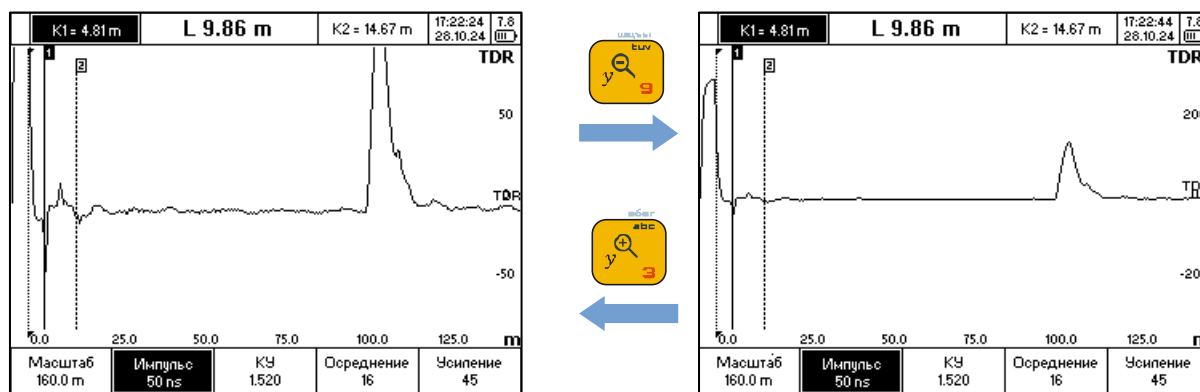 K1 = 4.81 m
L 9.86 m
K2 = 14.67 m
17:22:24
28.10.24
7.8
TDR
1
2
50
TDR
0
-50
0.0 25.0 50.0 75.0 100.0 125.0 m
Масштаб
160.0 m
Импульс
50 ns
КУ
1.520
Осреднение
16
Усиление
45
tuv
y
9
абвг
abc
y
3
K1 = 4.81 m
L 9.86 m
K2 = 14.67 m
17:22:44
28.10.24
7.8
TDR
1
2
200
-200
0.0 25.0 50.0 75.0 100.0 125.0
Масштаб
160.0 m
Импульс
50 ns
КУ
1.520
Осреднение
16
Усиление
45